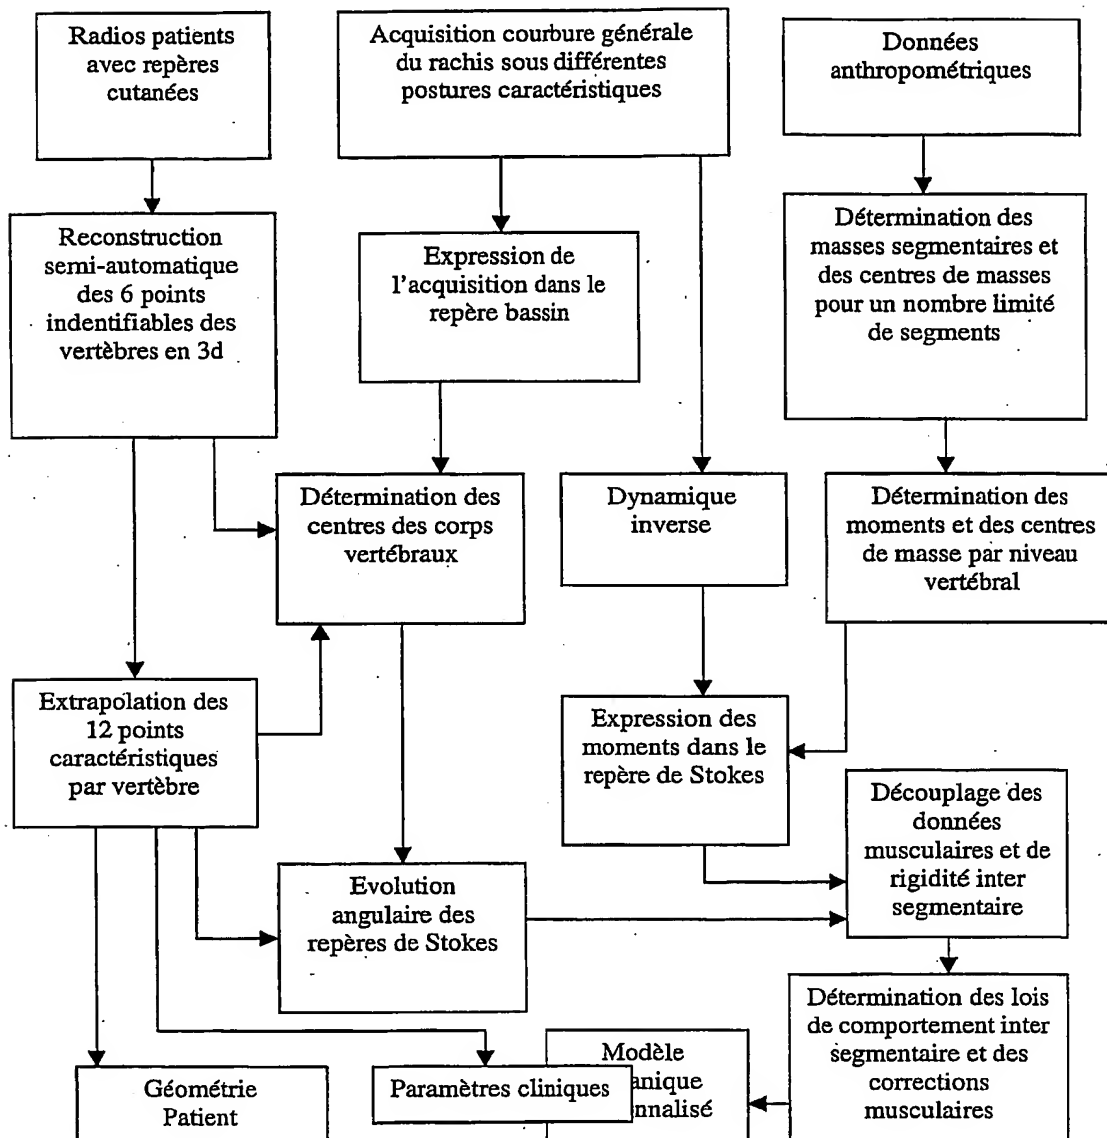 Radios patients
avec repères
cutanées
Acquisition courbure générale
du rachis sous différentes
postures caractéristiques
Données
anthropométriques
Reconstruction
semi-automatique
des 6 points
indentifiables des
vertèbres en 3d
Expression de
l'acquisition dans le
repère bassin
Détermination des
masses segmentaires et
des centres de masses
pour un nombre limité
de segments
Détermination des
centres des corps
vertébraux
Dynamique
inverse
Détermination des
moments et des centres
de masse par niveau
vertébral
Extrapolation des
12 points
caractéristiques
par vertèbre
Expression des
moments dans le
repère de Stokes
Découplage des
données
musculaires et de
rigidité inter
segmentaire
Evolution
angulaire des
repères de Stokes
Détermination des lois
de comportement inter
segmentaire et des
corrections
musculaires
Géométrie
Patient
Paramètres cliniques
Modèle
anique
nnalisé